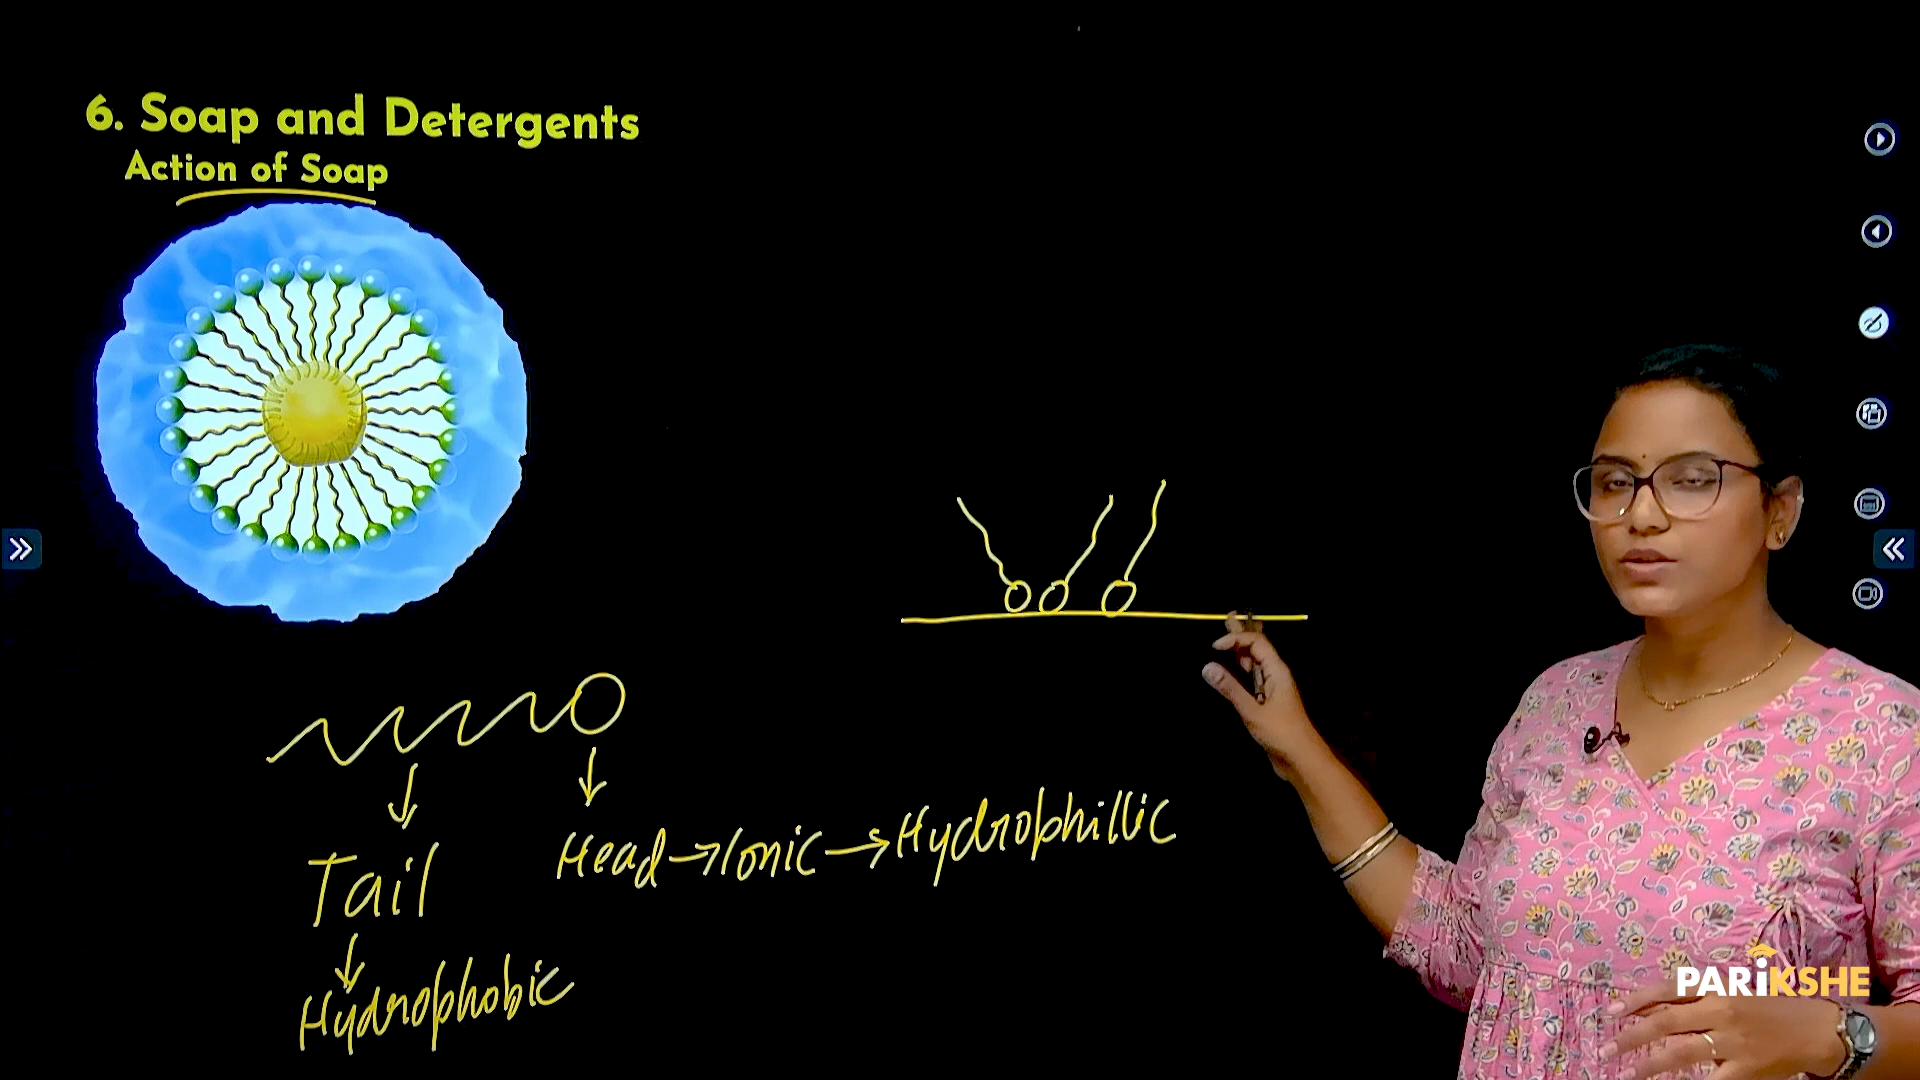 6. Soap and Detergents
Action of Soap
Head → Ionic → Hydrophillic
Tail
Hydrophobic
PARiKSHE